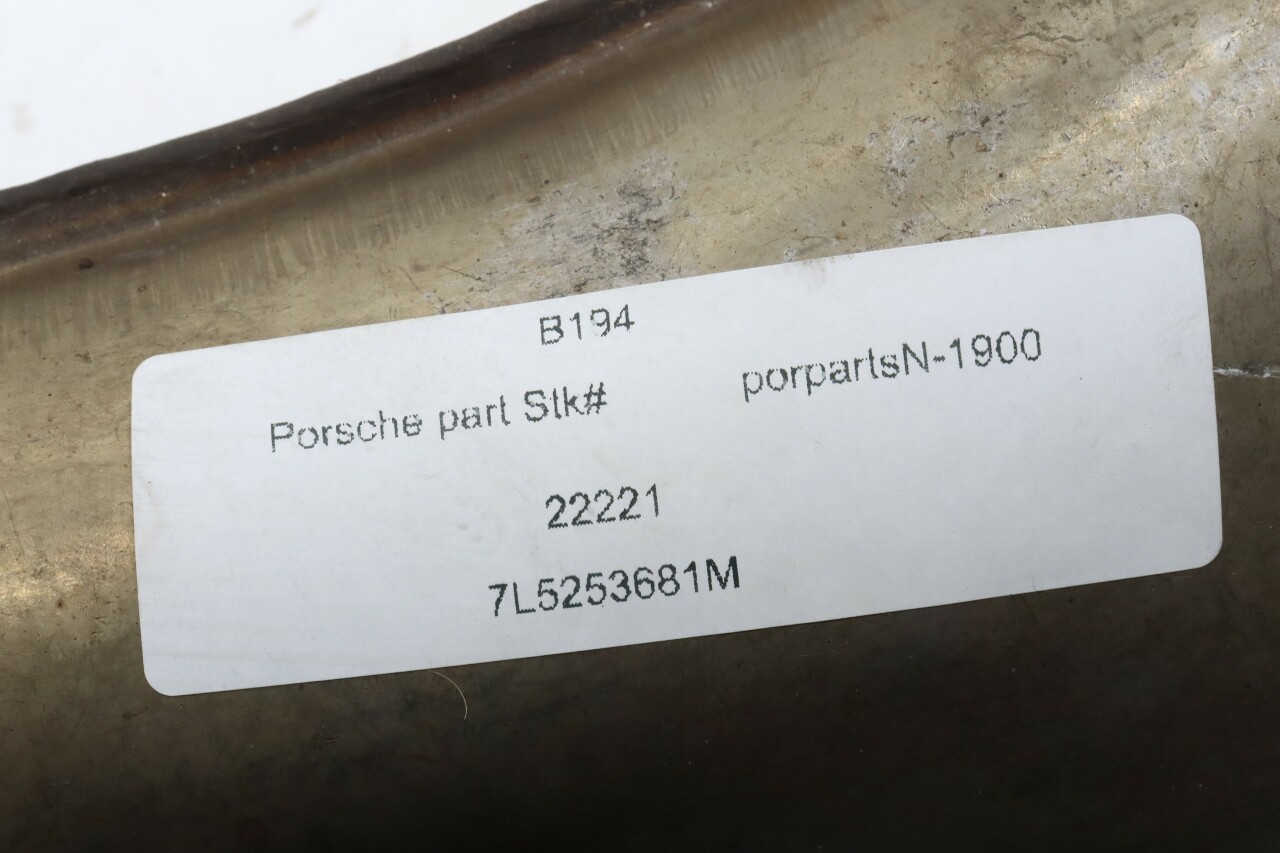 B194
Porsche part Stk# porpartsN-1900
22221
7L5253681M